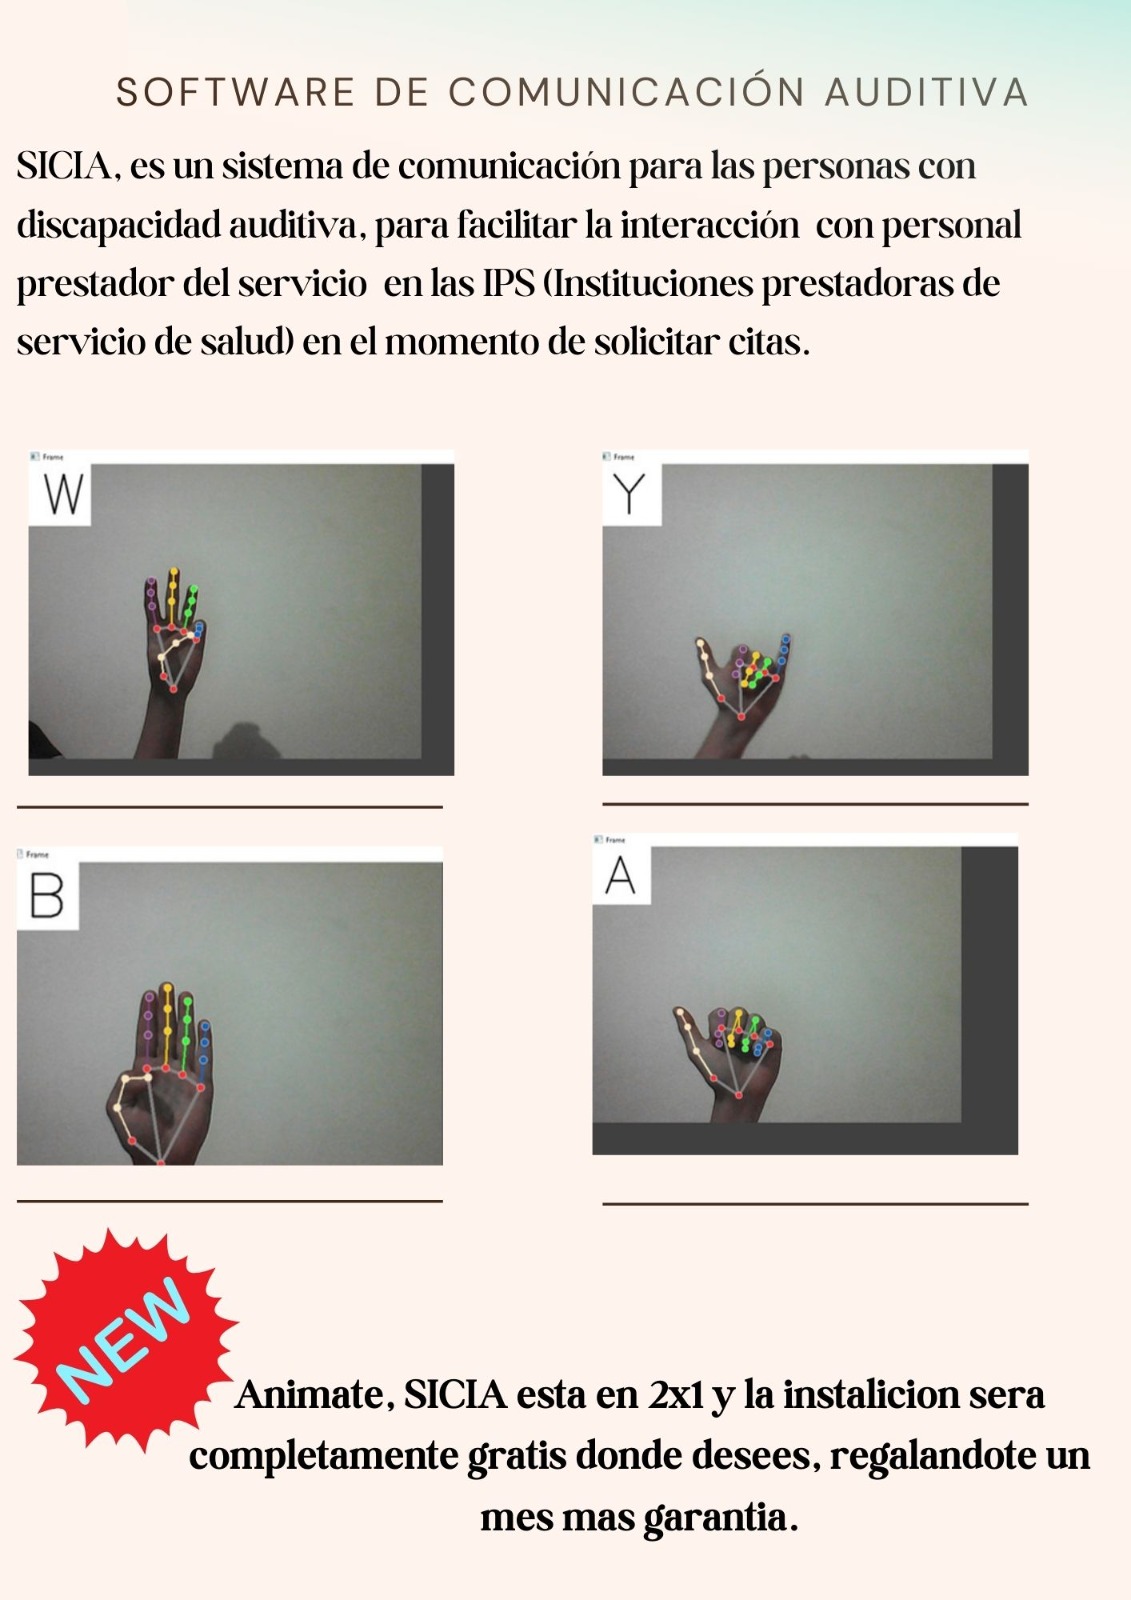 SOFTWARE DE COMUNICACIÓN AUDITIVA
SICIA, es un sistema de comunicación para las personas con
discapacidad auditiva, para facilitar la interacción con personal
prestador del servicio en las IPS (Instituciones prestadoras de
servicio de salud) en el momento de solicitar citas.
Frame
W
Frame
Y
Frame
B
Frame
A
NEW
Animate, SICIA esta en 2x1 y la instalicion sera
completamente gratis donde desees, regalandote un
mes mas garantia.